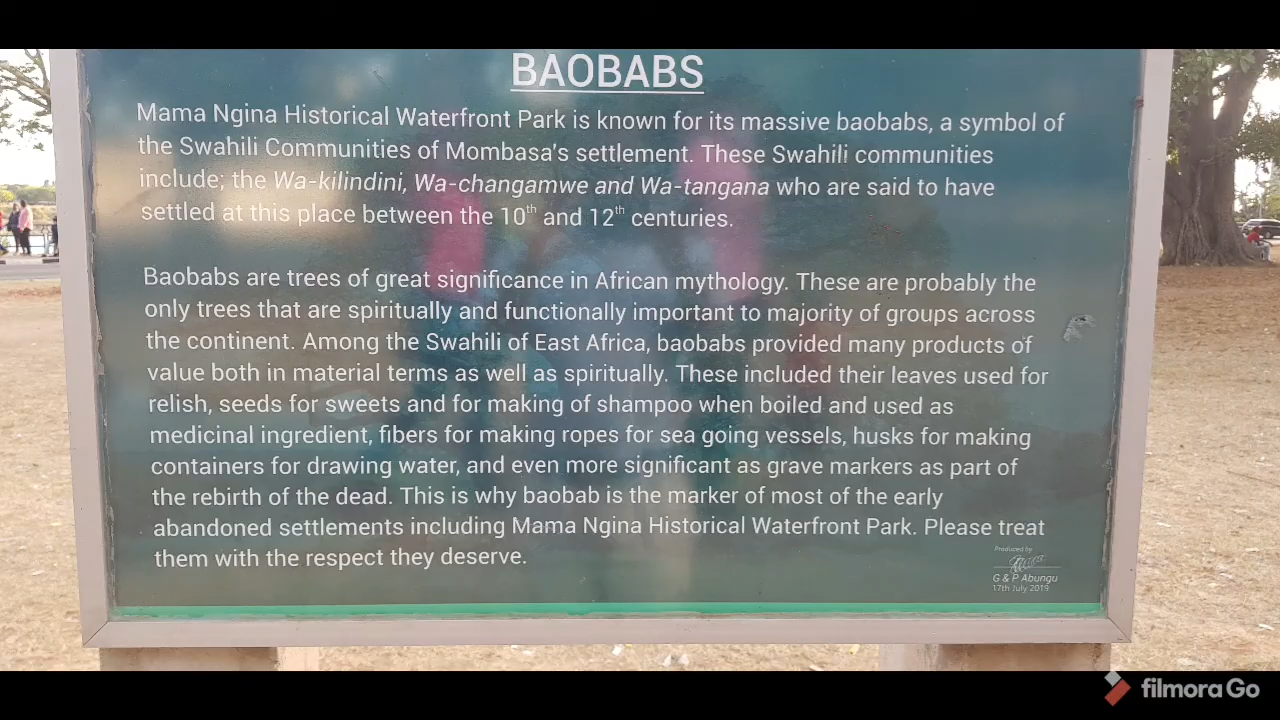 BAOBABS
Mama Ngina Historical Waterfront Park is known for its massive baobabs, a symbol of
the Swahili Communities of Mombasa's settlement. These Swahili communities
include; the Wa-kilindini, Wa-changamwe and Wa-tangana who are said to have
settled at this place between the 10th and 12th centuries.
Baobabs are trees of great significance in African mythology. These are probably the
only trees that are spiritually and functionally important to majority of groups across
the continent. Among the Swahili of East Africa, baobabs provided many products of
value both in material terms as well as spiritually. These included their leaves used for
relish, seeds for sweets and for making of shampoo when boiled and used as
medicinal ingredient, fibers for making ropes for sea going vessels, husks for making
containers for drawing water, and even more significant as grave markers as part of
the rebirth of the dead. This is why baobab is the marker of most of the early
abandoned settlements including Mama Ngina Historical Waterfront Park. Please treat
them with the respect they deserve.
Produced by
G & P Abungu
17th July 2019
filmora Go